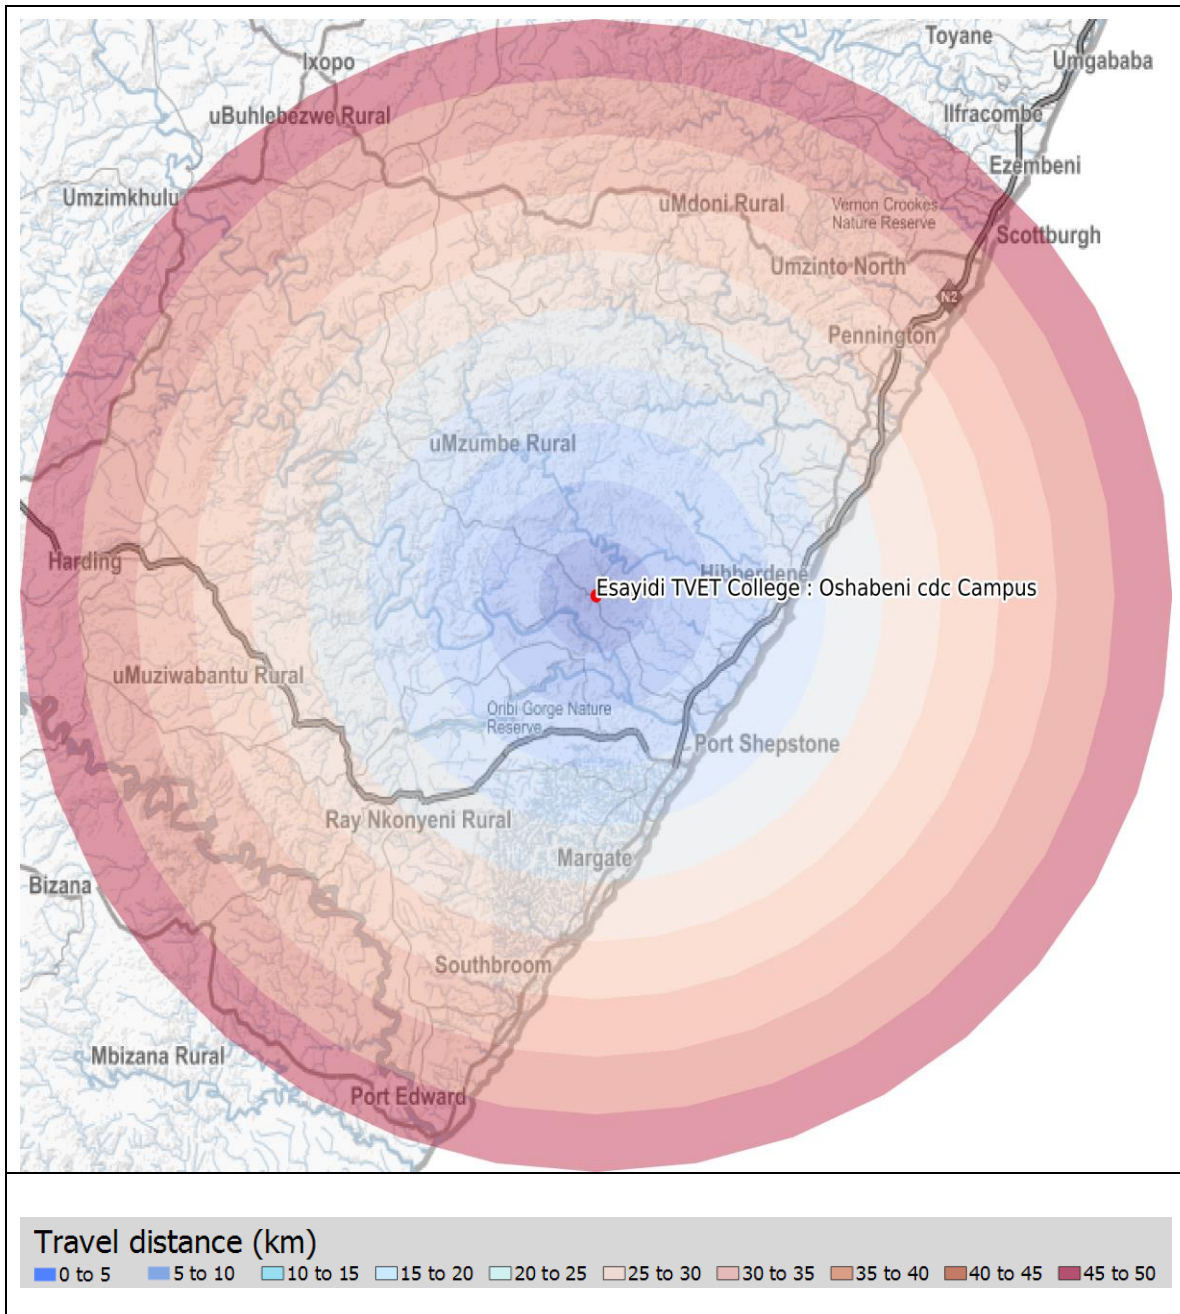 Toyane
Umgababa
Ixopo
uBuhlebezwe Rural
Ilfracombe
Ezembeni
Umzimkhulu
uMdoni Rural
Vernon Crookes
Nature Reserve
Scottburgh
Umzinto North
N2
Pennington
uMzumbe Rural
Harding
Hibberdene
Esayidi TVET College : Oshabeni cdc Campus
uMuziwabantu Rural
Oribi Gorge Nature
Reserve
Port Shepstone
Ray Nkonyeni Rural
Margate
Bizana
Southbroom
Mbizana Rural
Port Edward
Travel distance (km)
0 to 5 5 to 10 10 to 15 15 to 20 20 to 25 25 to 30 30 to 35 35 to 40 40 to 45 45 to 50